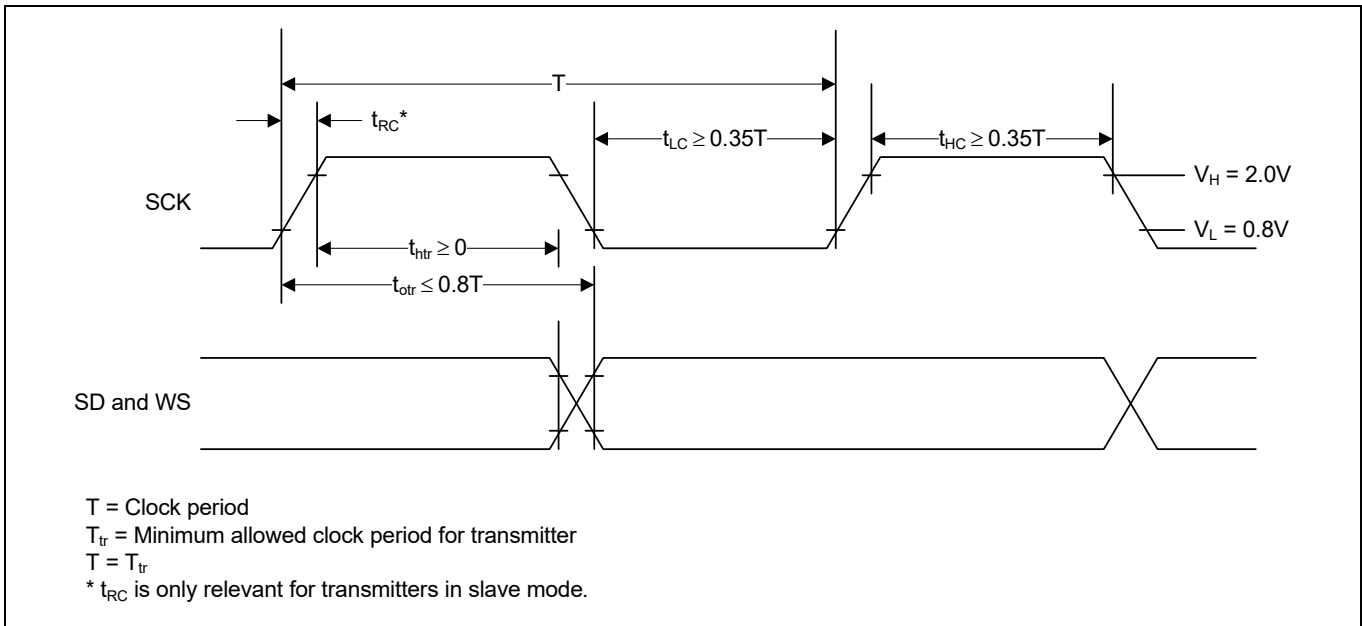 T
tRC*
tLC ≥ 0.35T
tHC ≥ 0.35T
VH = 2.0V
SCK
VL = 0.8V
thtr ≥ 0
totr ≤ 0.8T
SD and WS
T = Clock period
Ttr = Minimum allowed clock period for transmitter
T = Ttr
* tRC is only relevant for transmitters in slave mode.